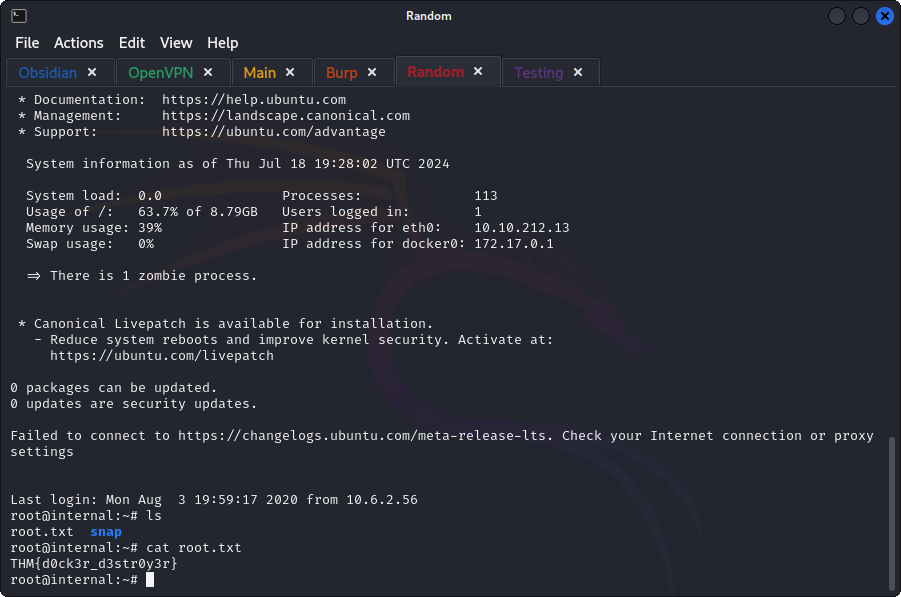 Random
File Actions Edit View Help
Obsidian × OpenVPN × Main × Burp × Random × Testing ×
* Documentation: https://help.ubuntu.com
* Management: https://landscape.canonical.com
* Support: https://ubuntu.com/advantage
System information as of Thu Jul 18 19:28:02 UTC 2024
System load: 0.0 Processes: 113
Usage of /: 63.7% of 8.79GB Users logged in: 1
Memory usage: 39% IP address for eth0: 10.10.212.13
Swap usage: 0% IP address for docker0: 172.17.0.1
=> There is 1 zombie process.
* Canonical Livepatch is available for installation.
- Reduce system reboots and improve kernel security. Activate at:
https://ubuntu.com/livepatch
0 packages can be updated.
0 updates are security updates.
Failed to connect to https://changelogs.ubuntu.com/meta-release-lts. Check your Internet connection or proxy
settings
Last login: Mon Aug 3 19:59:17 2020 from 10.6.2.56
root@internal:~# ls
root.txt snap
root@internal:~# cat root.txt
THM{d0ck3r_d3str0y3r}
root@internal:~#